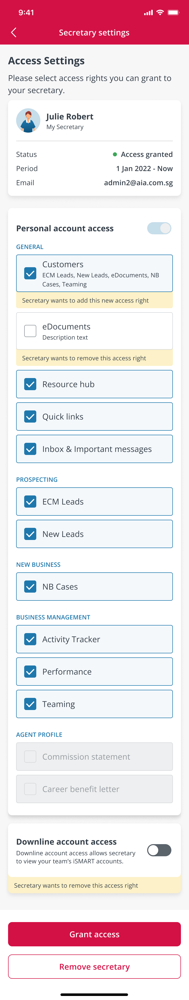 9:41
Secretary settings
Access Settings
Please select access rights you can grant to
your secretary.
Julie Robert
My Secretary
Status Access granted
Period 1 Jan 2022 - Now
Email admin2@aia.com.sg
Personal account access
GENERAL
Customers
ECM Leads, New Leads, eDocuments, NB
Cases, Teaming
Secretary wants to add this new access right
eDocuments
Description text
Secretary wants to remove this access right
Resource hub
Quick links
Inbox & Important messages
PROSPECTING
ECM Leads
New Leads
NEW BUSINESS
NB Cases
BUSINESS MANAGEMENT
Activity Tracker
Performance
Teaming
AGENT PROFILE
Commission statement
Career benefit letter
Downline account access
Downline account access allows secretary
to view your team’s iSMART accounts.
Secretary wants to remove this access right
Grant access
Remove secretary